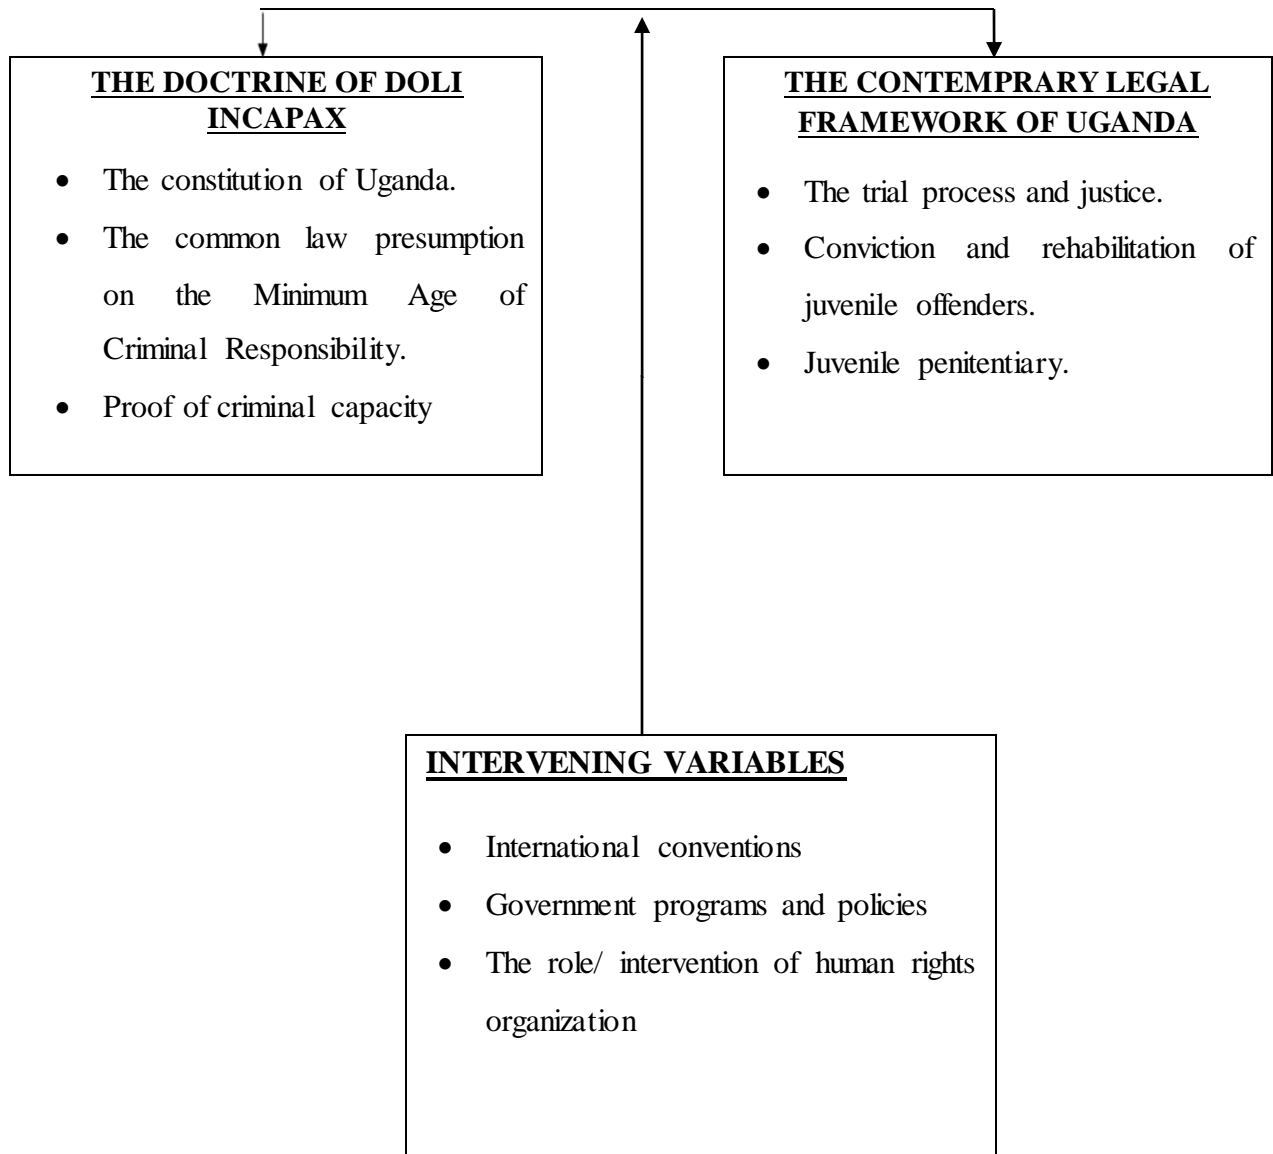 THE DOCTRINE OF DOLI
INCAPAX
• The constitution of Uganda.
• The common law presumption
on the Minimum Age of
Criminal Responsibility.
• Proof of criminal capacity
THE CONTEMPRARY LEGAL
FRAMEWORK OF UGANDA
• The trial process and justice.
• Conviction and rehabilitation of
juvenile offenders.
• Juvenile penitentiary.
INTERVENING VARIABLES
• International conventions
• Government programs and policies
• The role/ intervention of human rights
organization